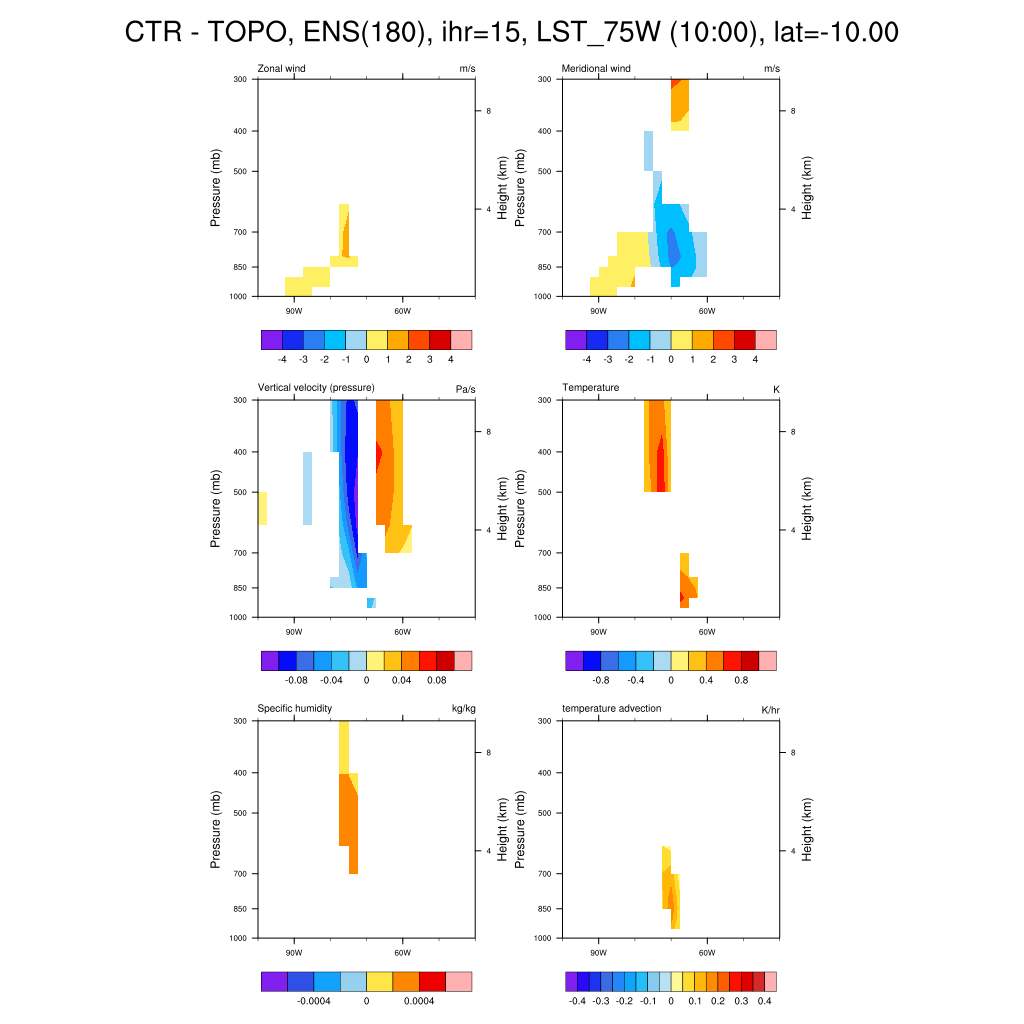 CTR - TOPO, ENS(180), ihr=15, LST_75W (10:00), lat=-10.00
Zonal wind m/s
300
400
500
700
850
1000
Pressure (mb)
8
4
Height (km)
90W 60W
-4 -3 -2 -1 0 1 2 3 4
Meridional wind m/s
300
400
500
700
850
1000
Pressure (mb)
8
4
Height (km)
90W 60W
-4 -3 -2 -1 0 1 2 3 4
Vertical velocity (pressure) Pa/s
300
400
500
700
850
1000
Pressure (mb)
8
4
Height (km)
90W 60W
-0.08 -0.04 0 0.04 0.08
Temperature K
300
400
500
700
850
1000
Pressure (mb)
8
4
Height (km)
90W 60W
-0.8 -0.4 0 0.4 0.8
Specific humidity kg/kg
300
400
500
700
850
1000
Pressure (mb)
8
4
Height (km)
90W 60W
-0.0004 0 0.0004
temperature advection K/hr
300
400
500
700
850
1000
Pressure (mb)
8
4
Height (km)
90W 60W
-0.4 -0.3 -0.2 -0.1 0 0.1 0.2 0.3 0.4